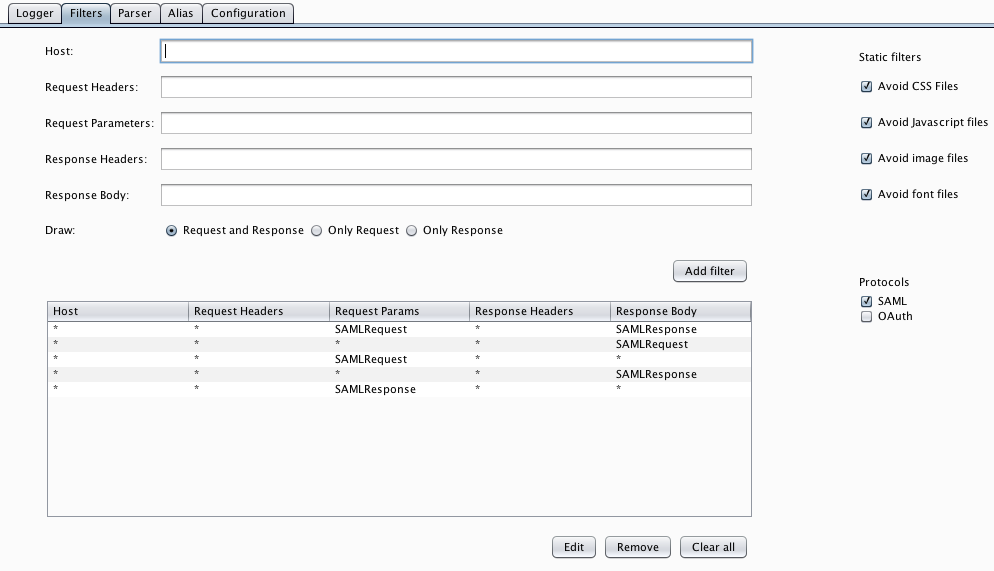 Logger Filters Parser Alias Configuration
Host:
Static filters
Request Headers:
Avoid CSS Files
Request Parameters:
Avoid Javascript files
Response Headers:
Avoid image files
Response Body:
Avoid font files
Draw: Request and Response Only Request Only Response
Add filter
Protocols
SAML
OAuth
Host Request Headers Request Params Response Headers Response Body
* * SAMLRequest * SAMLResponse
* * * * SAMLRequest
* * SAMLRequest * *
* * * * SAMLResponse
* * SAMLResponse * *
Edit Remove Clear all